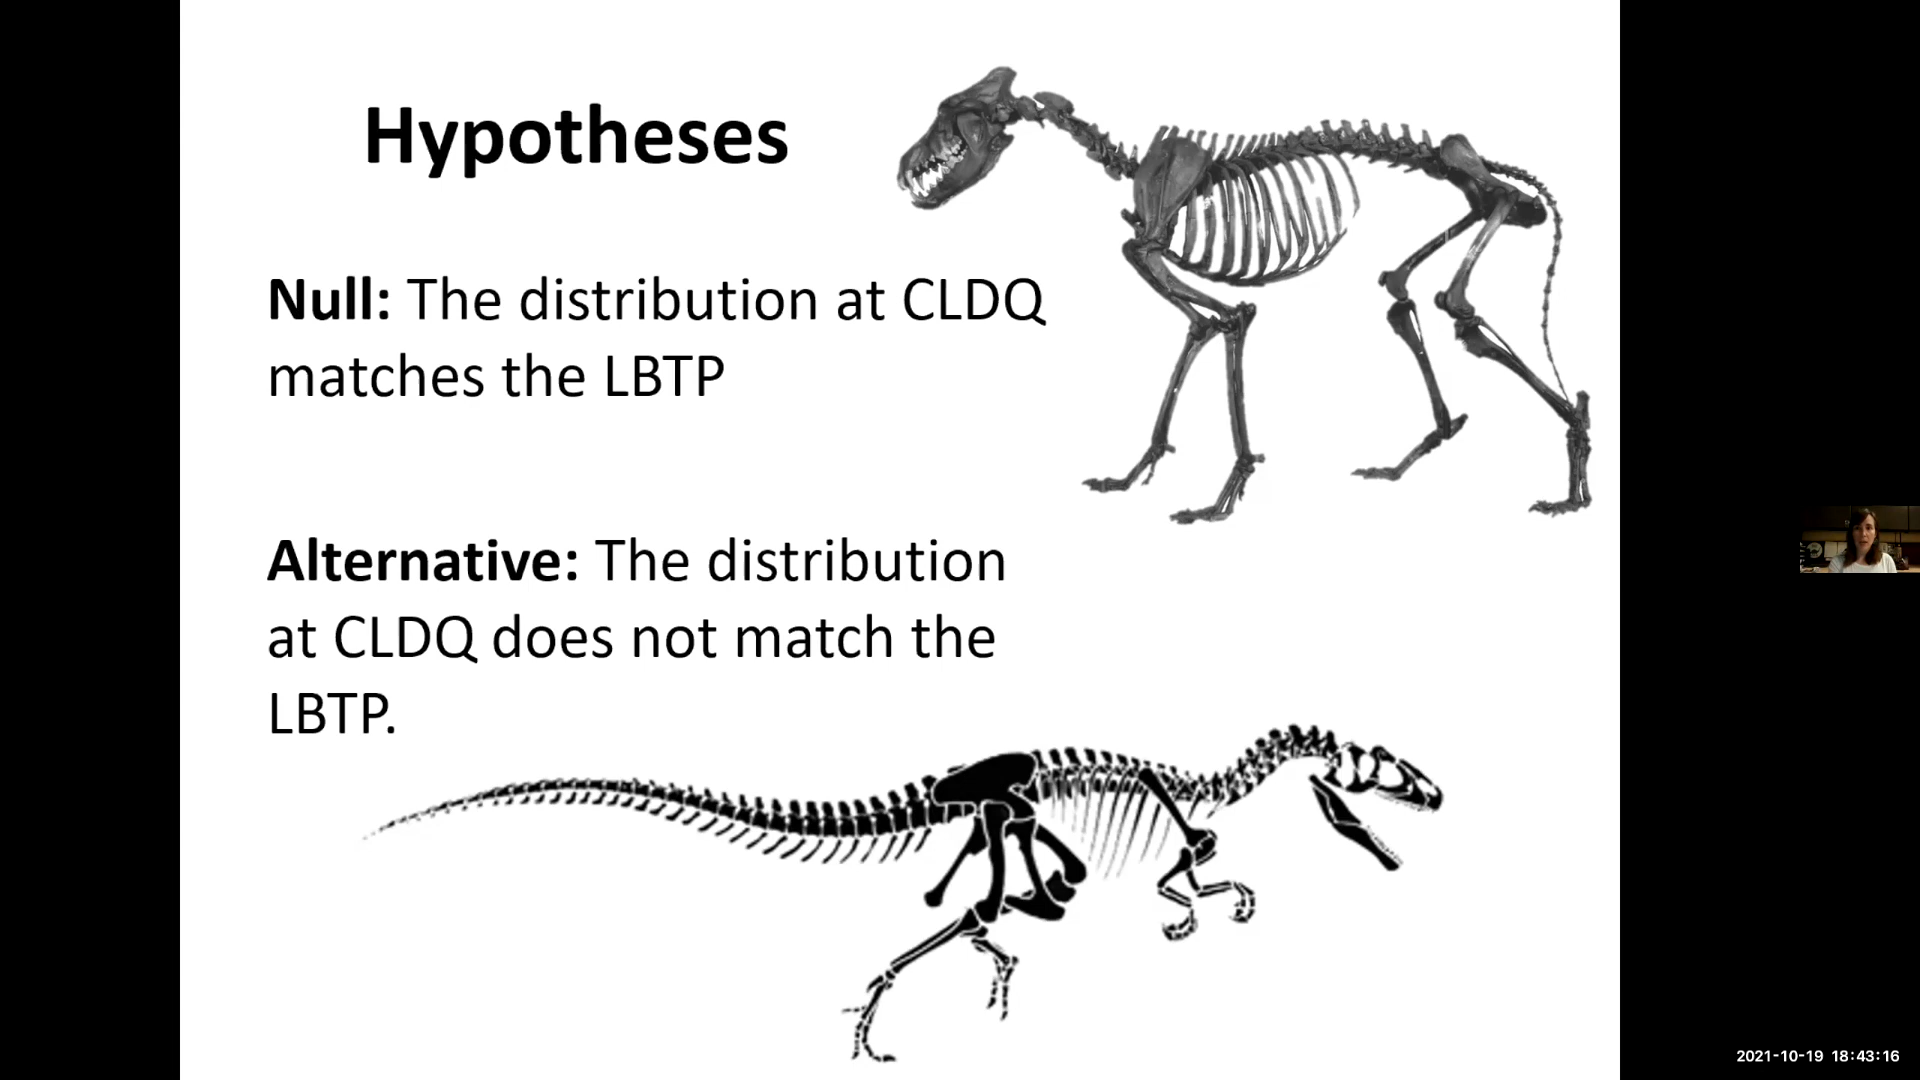 Hypotheses
Null: The distribution at CLDQ
matches the LBTP
Alternative: The distribution
at CLDQ does not match the
LBTP.
2021-10-19 18:43:16